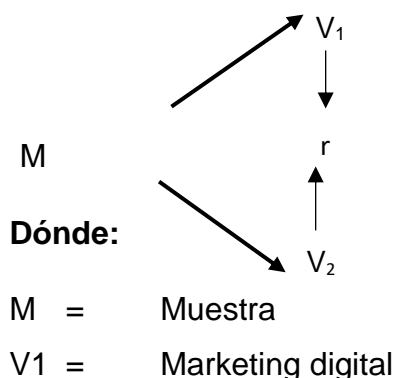 V₁
r
M
Dónde:
V₂
M = Muestra
V1 = Marketing digital